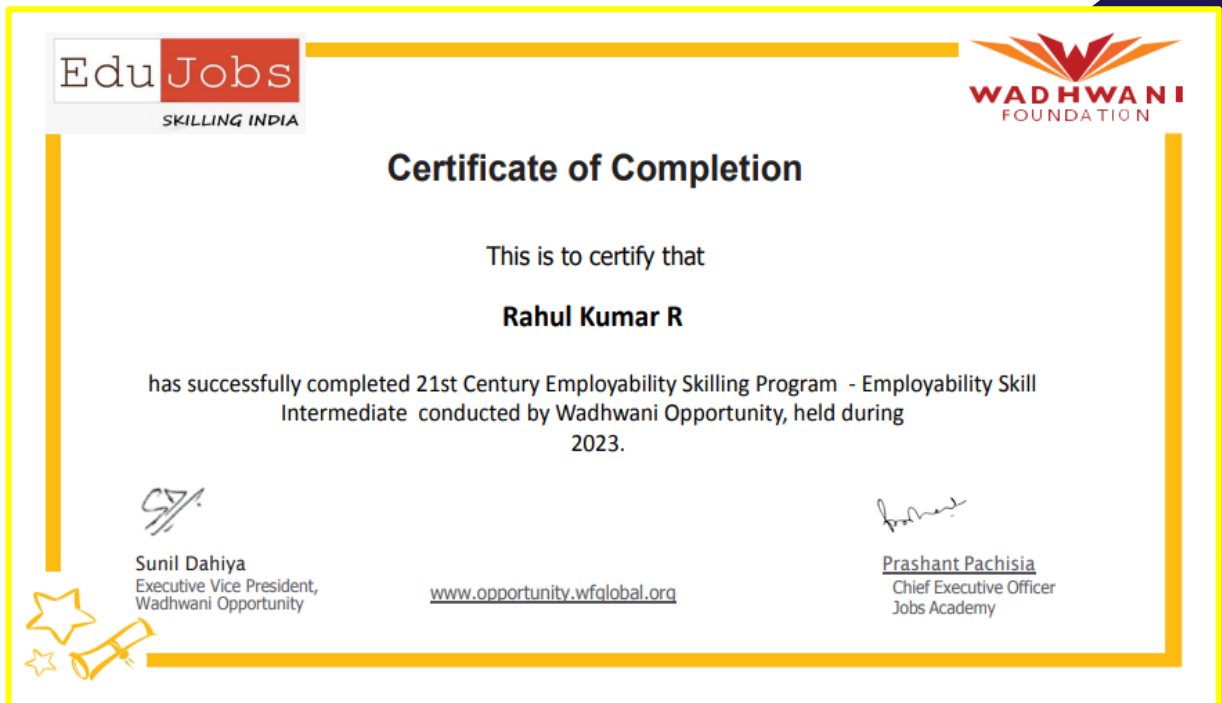 Edu Jobs
SKILLING INDIA
WADHWANI
FOUNDATION
Certificate of Completion
This is to certify that
Rahul Kumar R
has successfully completed 21st Century Employability Skilling Program - Employability Skill
Intermediate conducted by Wadhwani Opportunity, held during
2023.
Sunil Dahiya
Executive Vice President,
Wadhwani Opportunity
www.opportunity.wfglobal.org
Prashant Pachisia
Chief Executive Officer
Jobs Academy